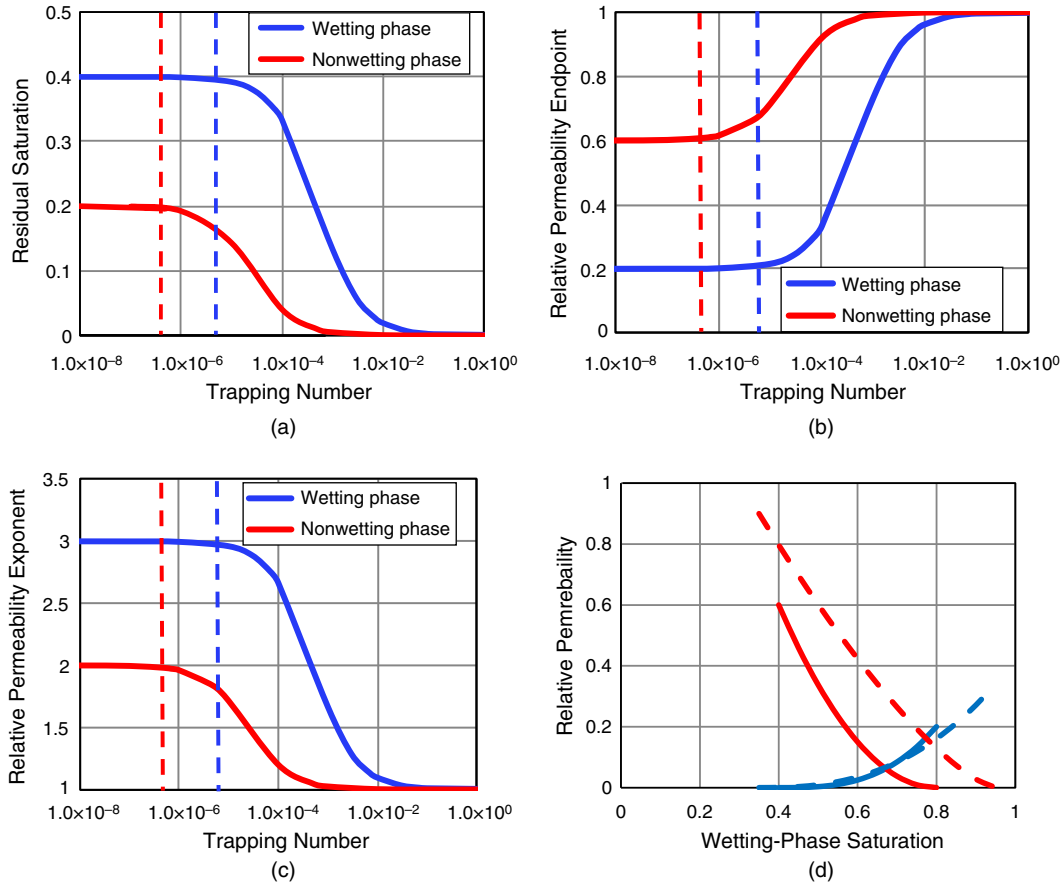 Residual Saturation
0.5
0.4
0.3
0.2
0.1
0
Wetting phase
Nonwetting phase
1.0×10⁻⁸ 1.0×10⁻⁶ 1.0×10⁻⁴ 1.0×10⁻² 1.0×10⁰
Trapping Number
(a)
Relative Permeability Endpoint
1
0.8
0.6
0.4
0.2
0
Wetting phase
Nonwetting phase
1.0×10⁻⁸ 1.0×10⁻⁶ 1.0×10⁻⁴ 1.0×10⁻² 1.0×10⁰
Trapping Number
(b)
Relative Permeability Exponent
3.5
3
2.5
2
1.5
1
Wetting phase
Nonwetting phase
1.0×10⁻⁸ 1.0×10⁻⁶ 1.0×10⁻⁴ 1.0×10⁻² 1.0×10⁰
Trapping Number
(c)
Relative Pemrebaility
1
0.8
0.6
0.4
0.2
0
0 0.2 0.4 0.6 0.8 1
Wetting-Phase Saturation
(d)